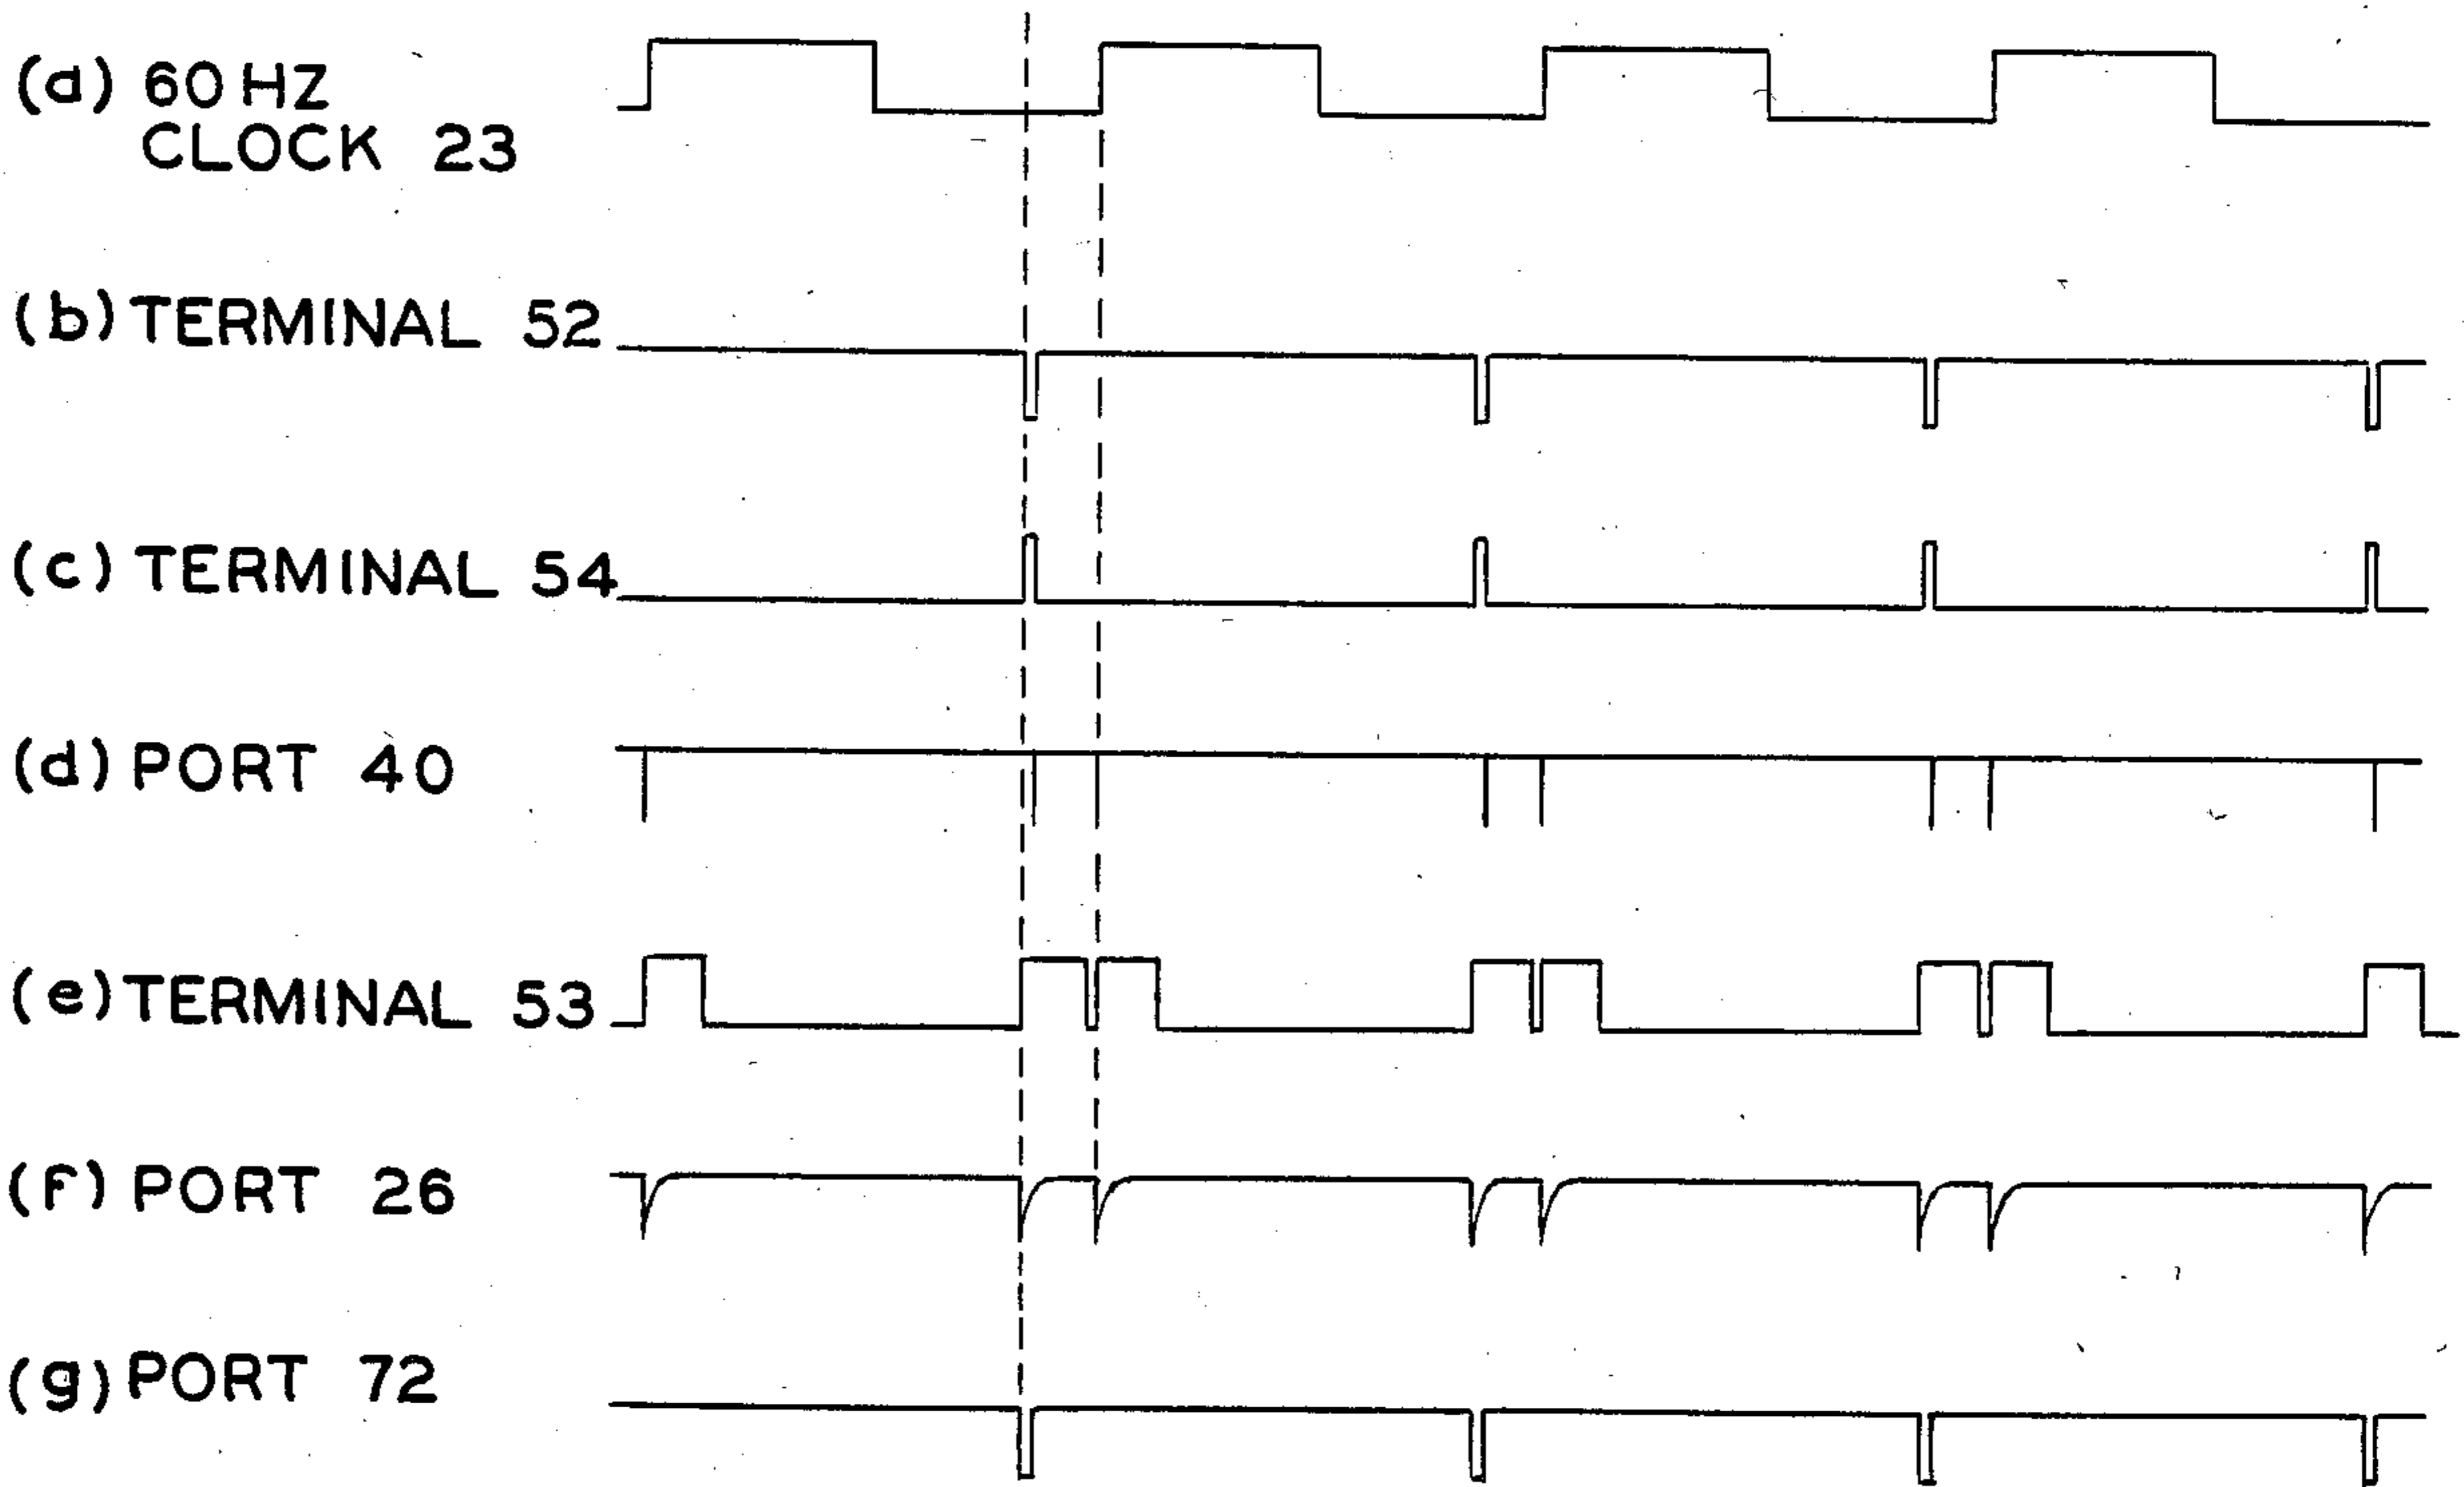 (a) 60 HZ
CLOCK 23
(b) TERMINAL 52
(c) TERMINAL 54
(d) PORT 40
(e) TERMINAL 53
(f) PORT 26
(g) PORT 72